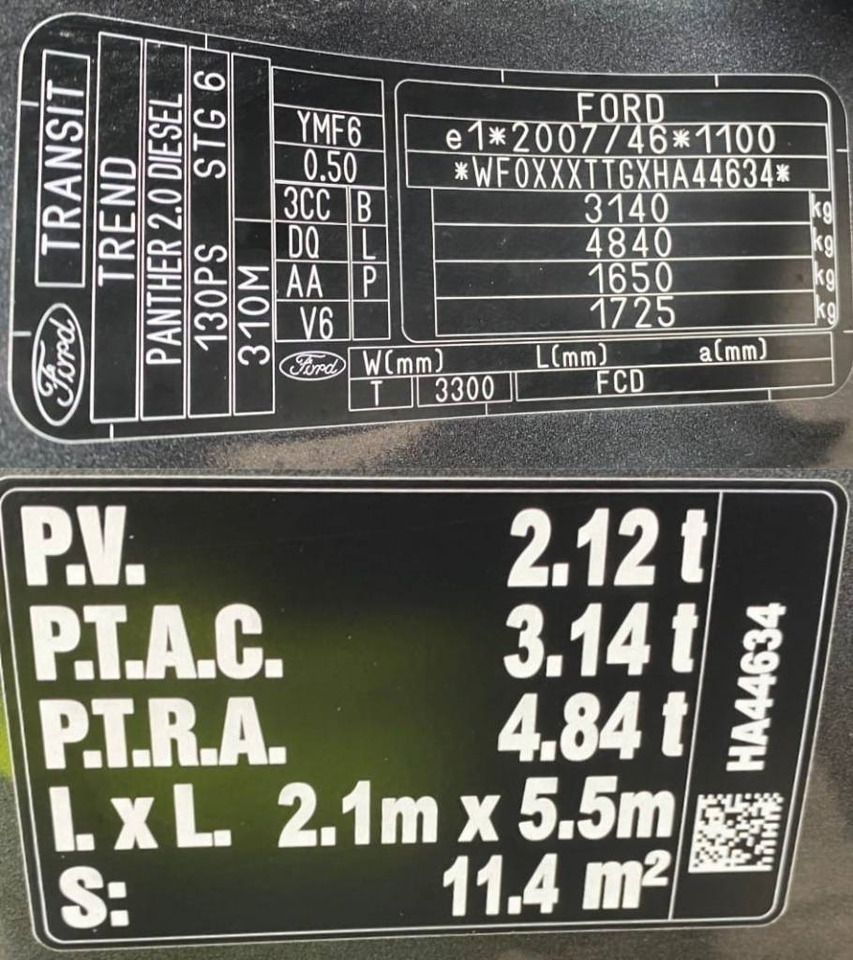 Ford
TRANSIT
TREND
PANTHER 2.0 DIESEL
130PS STG 6
310M
YMF6
0.50
3CC B
DQ L
AA P
V6
FORD
e1*2007/46*1100
*WF0XXXTTGXHA44634*
3140 kg
4840 kg
1650 kg
1725 kg
Ford
W(mm) L(mm) a(mm)
T 3300 FCD
P.V. 2.12 t
P.T.A.C. 3.14 t
P.T.R.A. 4.84 t
l. x L. 2.1m x 5.5m
S: 11.4 m²
HA44634